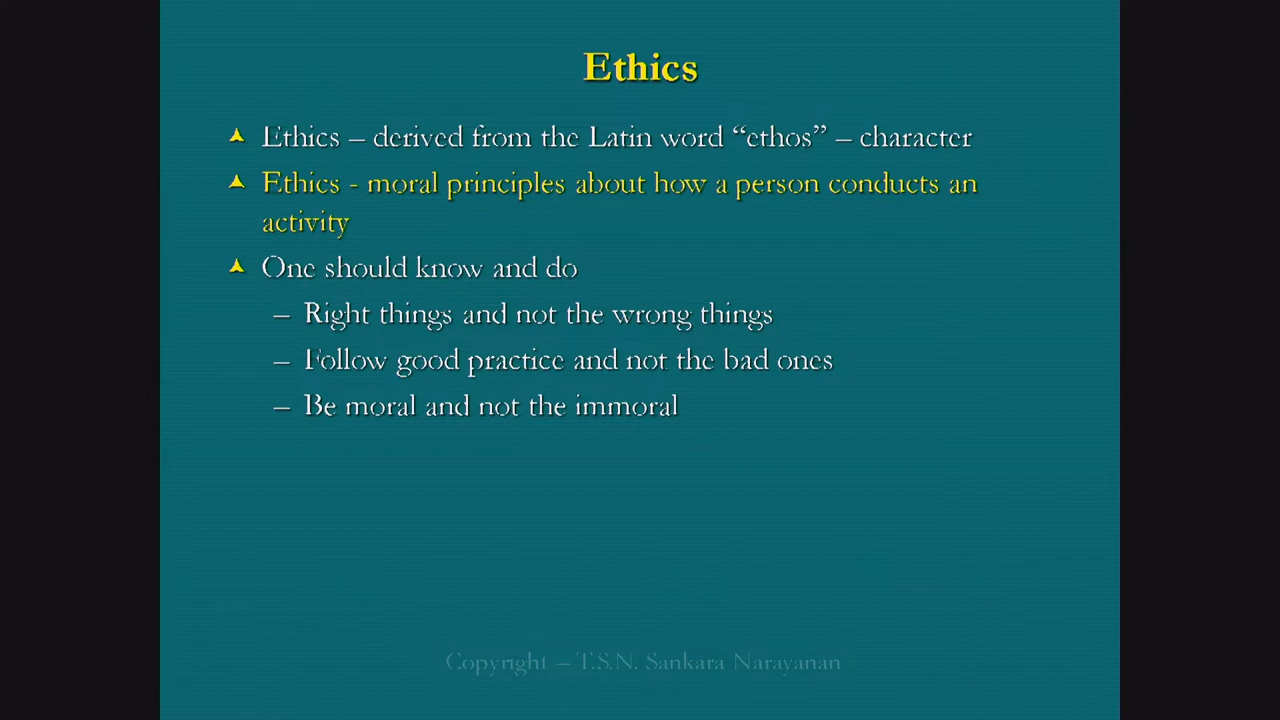 Ethics
Ethics – derived from the Latin word “ethos” – character
Ethics - moral principles about how a person conducts an
activity
One should know and do
– Right things and not the wrong things
– Follow good practice and not the bad ones
– Be moral and not the immoral
Copyright – T.S.N. Sankara Narayanan